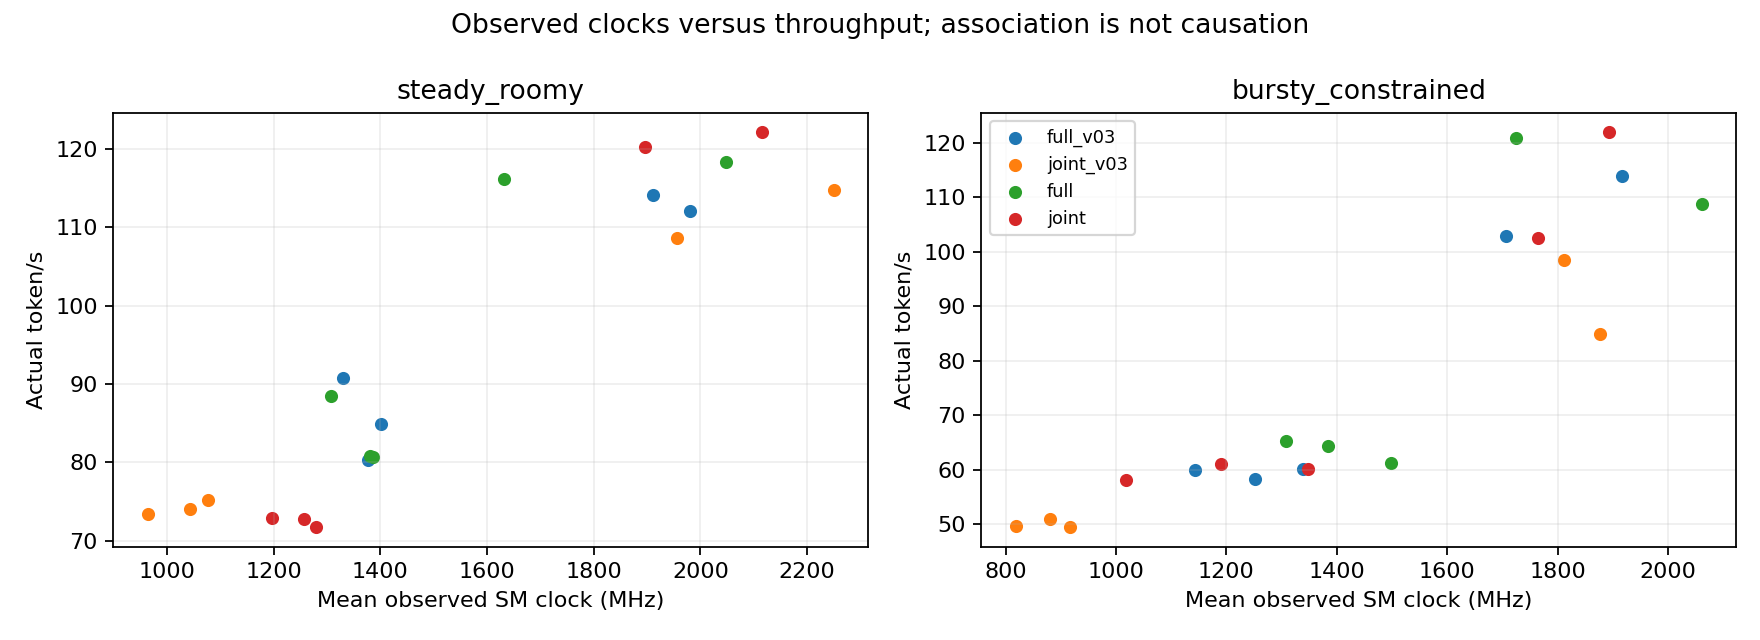 Observed clocks versus throughput; association is not causation
steady_roomy
Actual token/s
120
110
100
90
80
70
1000 1200 1400 1600 1800 2000 2200
Mean observed SM clock (MHz)
bursty_constrained
full_v03
joint_v03
full
joint
Actual token/s
120
110
100
90
80
70
60
50
800 1000 1200 1400 1600 1800 2000
Mean observed SM clock (MHz)